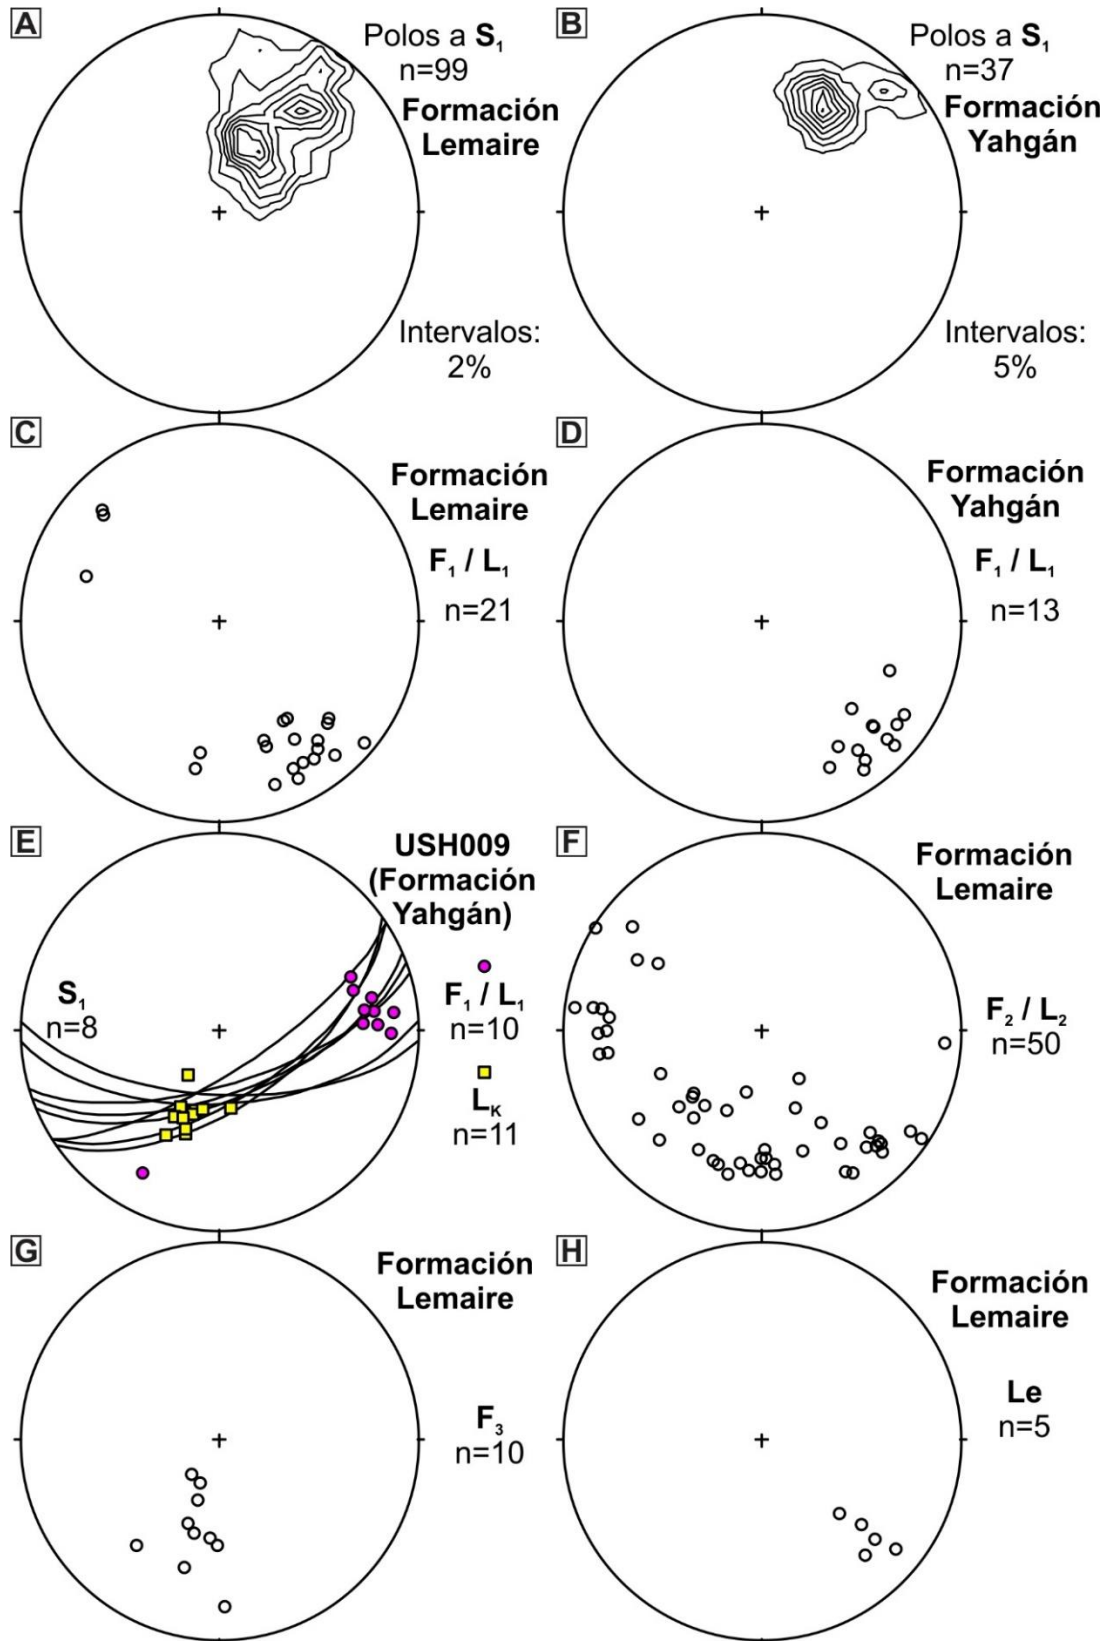 A
Polos a S₁
n=99
Formación
Lemaire
Intervalos:
2%
B
Polos a S₁
n=37
Formación
Yahgán
Intervalos:
5%
C
Formación
Lemaire
F₁ / L₁
n=21
D
Formación
Yahgán
F₁ / L₁
n=13
E
USH009
(Formación
Yahgán)
S₁
n=8
F₁ / L₁
n=10
L_K
n=11
F
Formación
Lemaire
F₂ / L₂
n=50
G
Formación
Lemaire
F₃
n=10
H
Formación
Lemaire
Le
n=5